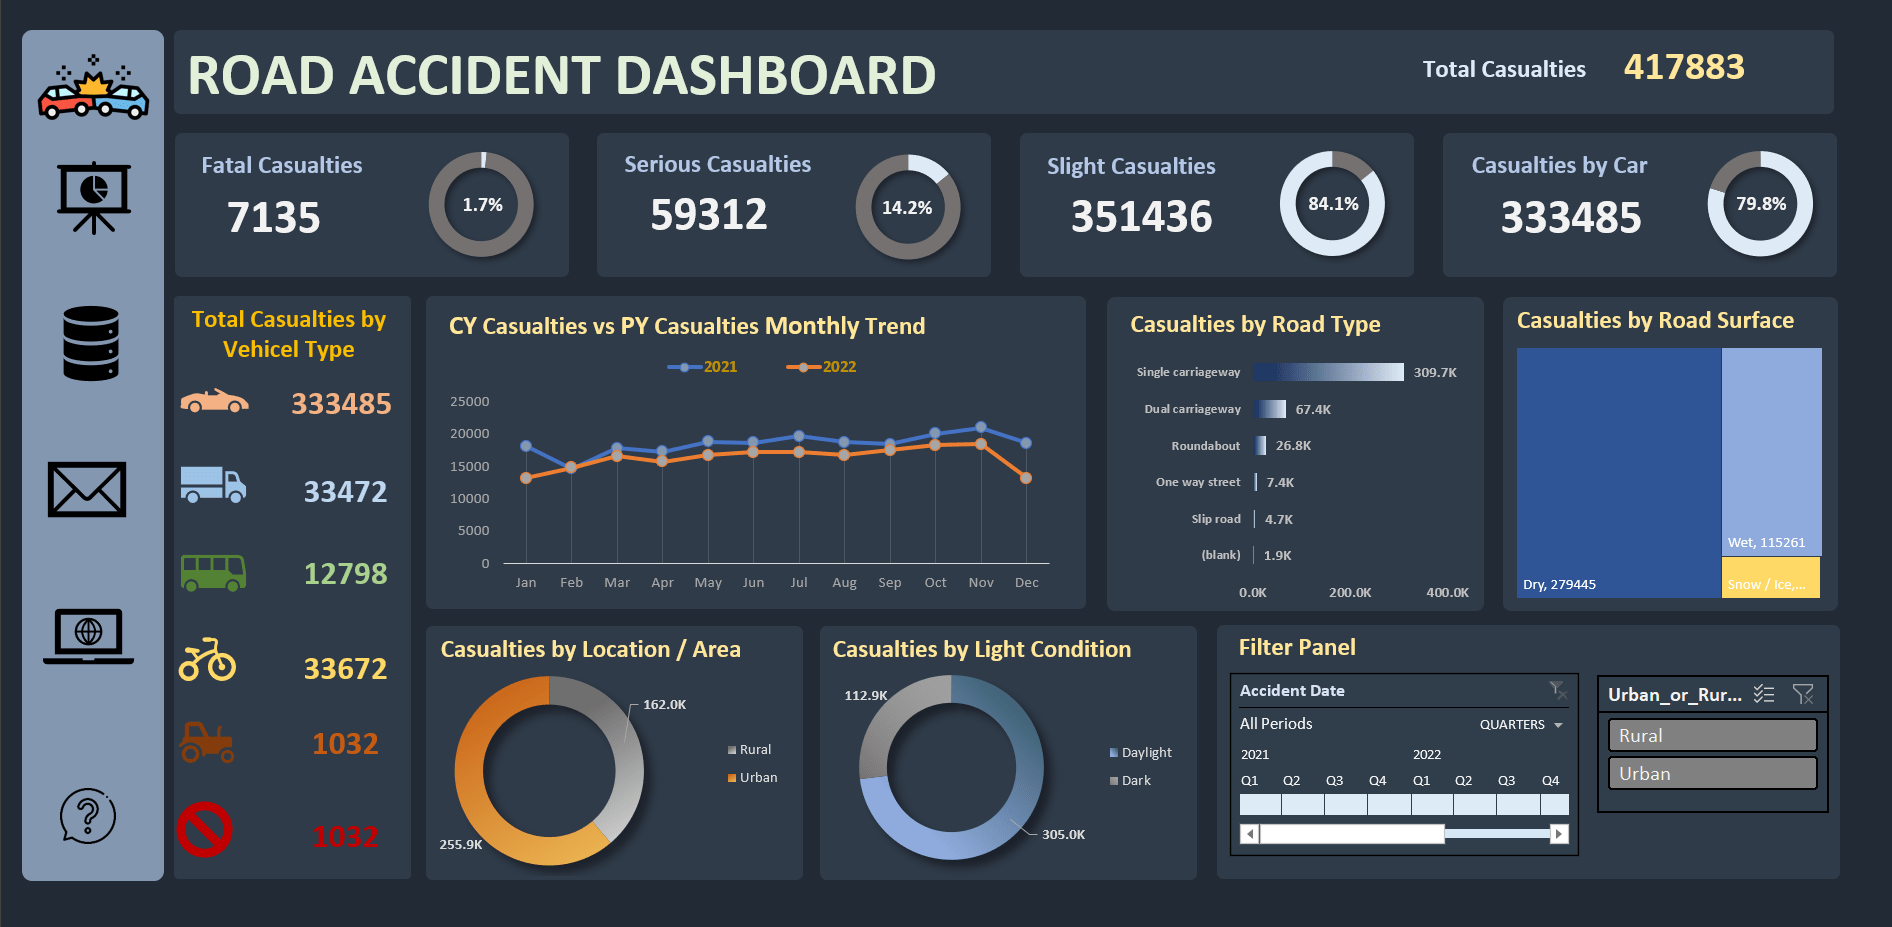 ROAD ACCIDENT DASHBOARD
Total Casualties 417883
Fatal Casualties
7135
1.7%
Serious Casualties
59312
14.2%
Slight Casualties
351436
84.1%
Casualties by Car
333485
79.8%
Total Casualties by
Vehicel Type
333485
33472
12798
33672
1032
1032
CY Casualties vs PY Casualties Monthly Trend
2021 2022
25000
20000
15000
10000
5000
0
Jan Feb Mar Apr May Jun Jul Aug Sep Oct Nov Dec
Casualties by Road Type
Single carriageway 309.7K
Dual carriageway 67.4K
Roundabout 26.8K
One way street 7.4K
Slip road 4.7K
(blank) 1.9K
0.0K 200.0K 400.0K
Casualties by Road Surface
Wet, 115261
Dry, 279445
Snow / Ice,...
Casualties by Location / Area
162.0K
Rural
Urban
255.9K
Casualties by Light Condition
112.9K
Daylight
Dark
305.0K
Filter Panel
Accident Date
All Periods QUARTERS
2021 2022
Q1 Q2 Q3 Q4 Q1 Q2 Q3 Q4
Urban_or_Rur...
Rural
Urban